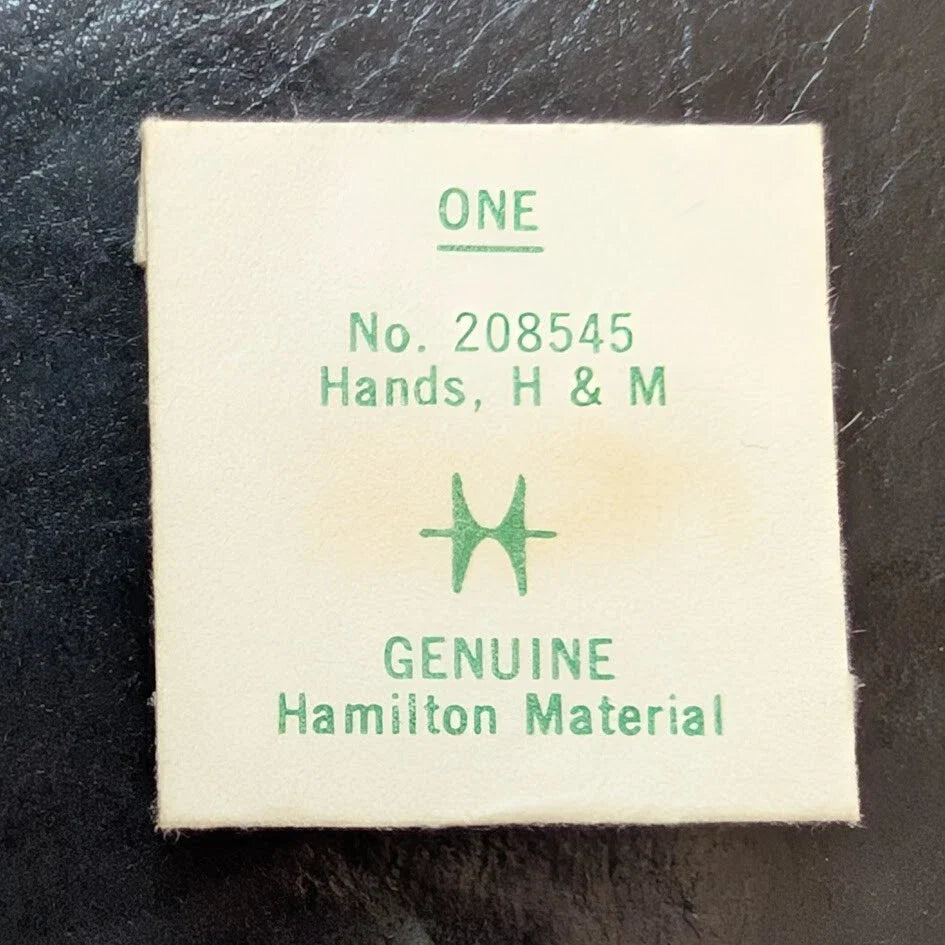 ONE
No. 208545
Hands, H & M
GENUINE
Hamilton Material